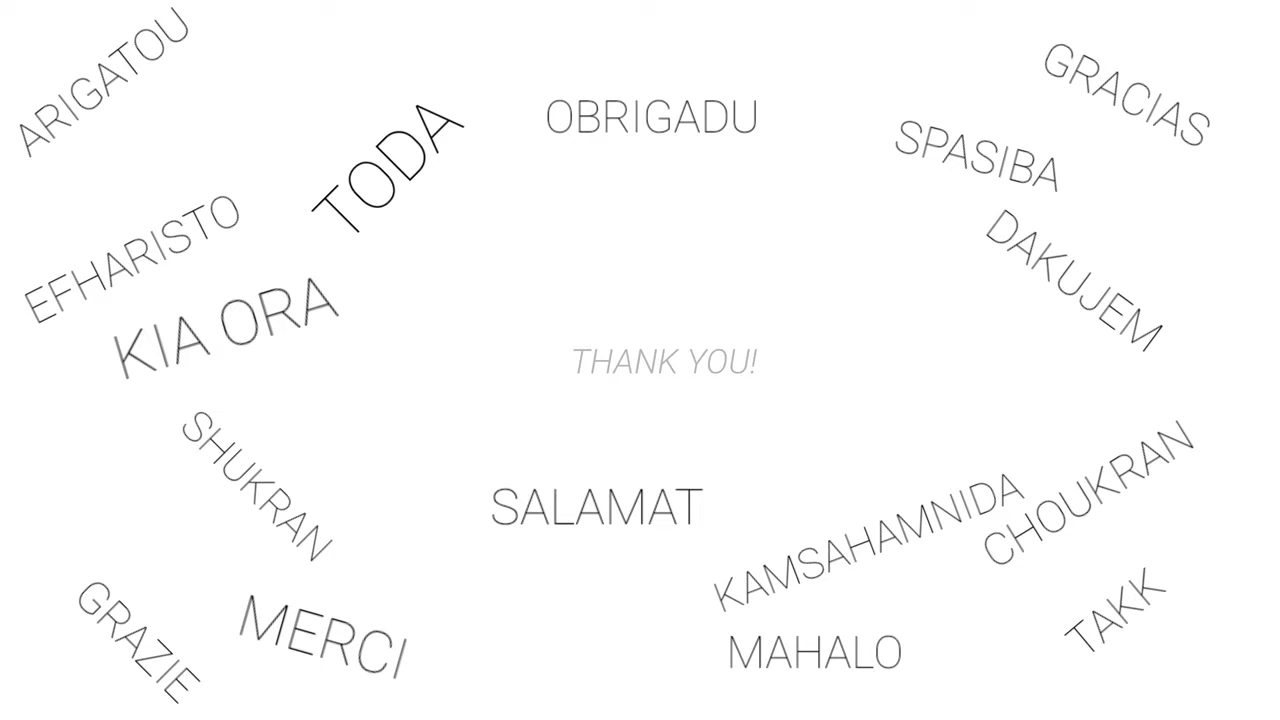 ARIGATOU
GRACIAS
OBRIGADU
SPASIBA
TODA
EFHARISTO
DAKUJEM
KIA ORA
THANK YOU!
SHUKRAN
SALAMAT
KAMSAHAMNIDA
CHOUKRAN
GRAZIE
MERCI
MAHALO
TAKK